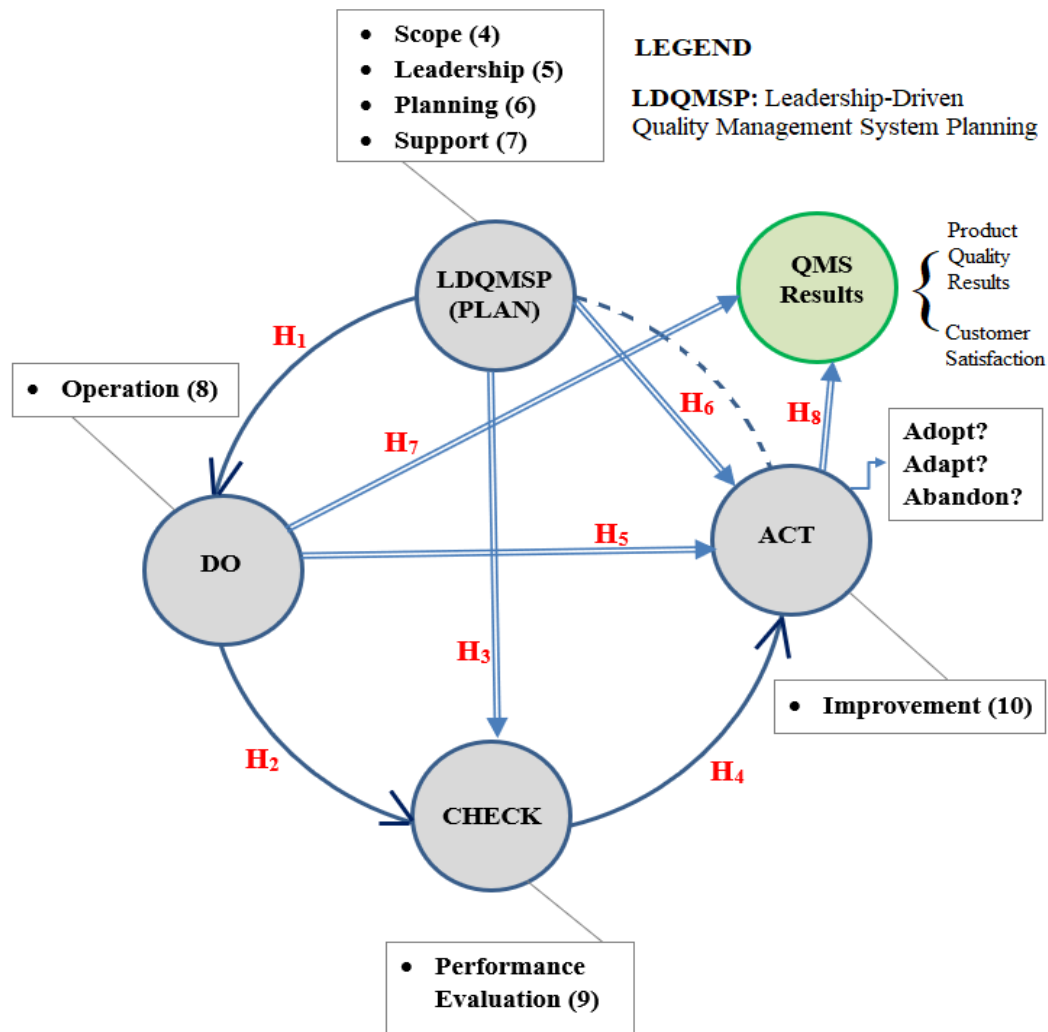 • Scope (4)
• Leadership (5)
• Planning (6)
• Support (7)
LEGEND
LDQMSP: Leadership-Driven
Quality Management System Planning
LDQMSP
(PLAN)
QMS
Results
Product
Quality
Results
{
Customer
Satisfaction
H₁
• Operation (8)
H₇
H₆
H₈
Adopt?
Adapt?
Abandon?
DO
H₅
ACT
H₃
• Improvement (10)
H₂
H₄
CHECK
• Performance
Evaluation (9)